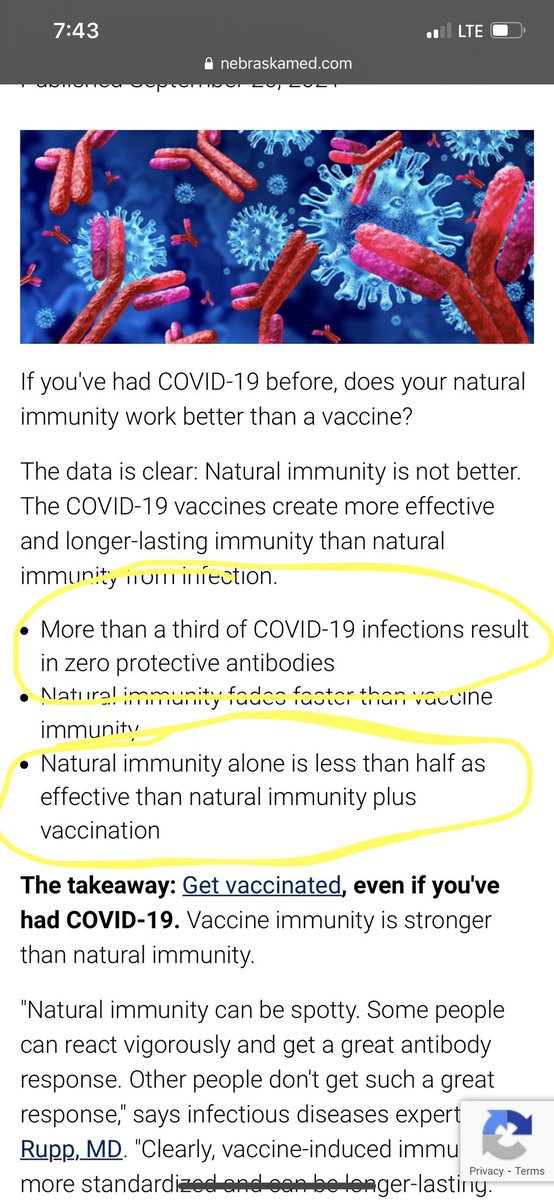 7:43
LTE
nebraskamed.com
If you've had COVID-19 before, does your natural
immunity work better than a vaccine?
The data is clear: Natural immunity is not better.
The COVID-19 vaccines create more effective
and longer-lasting immunity than natural
immunity from infection.
• More than a third of COVID-19 infections result
in zero protective antibodies
• Natural immunity fades faster than vaccine
immunity
• Natural immunity alone is less than half as
effective than natural immunity plus
vaccination
The takeaway: Get vaccinated, even if you've
had COVID-19. Vaccine immunity is stronger
than natural immunity.
"Natural immunity can be spotty. Some people
can react vigorously and get a great antibody
response. Other people don't get such a great
response," says infectious diseases expert
Rupp, MD. "Clearly, vaccine-induced immu
more standardized and can be longer-lasting.
Privacy - Terms